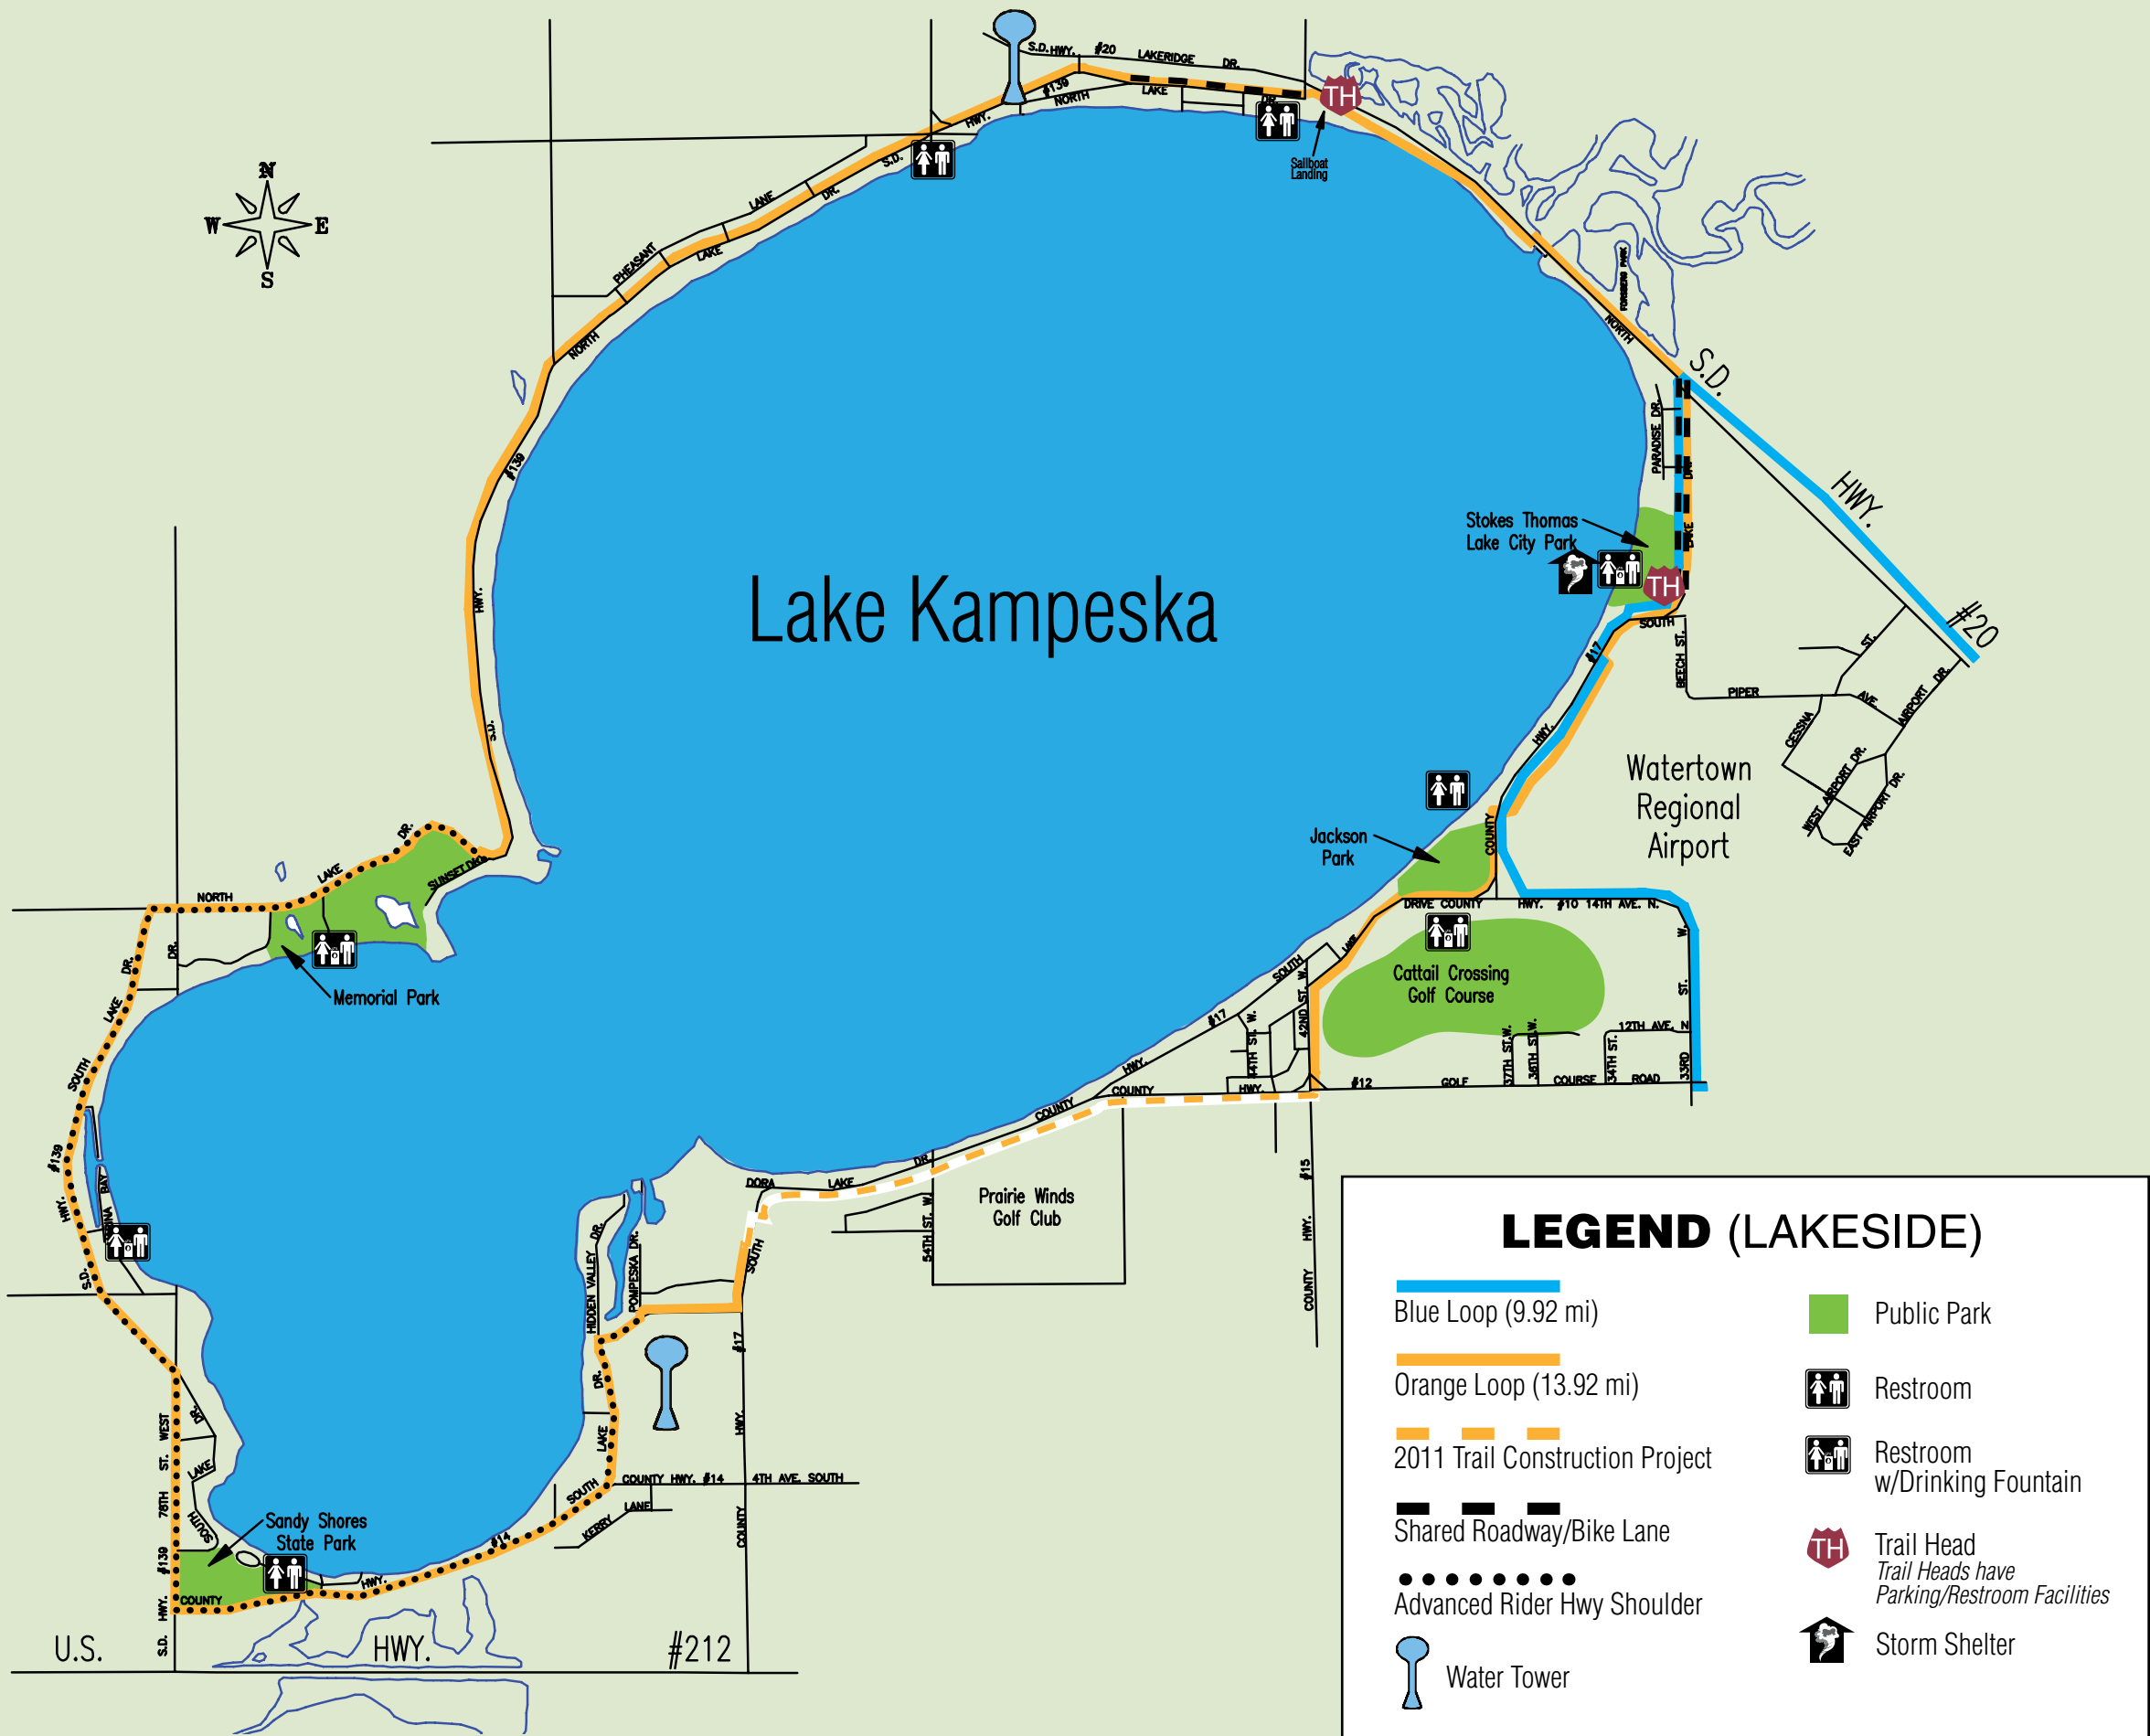 S.D. HWY. #20 LAKERIDGE DR.
#139
NORTH LAKE DR.
HWY.
S.D.
TH
Sailboat
Landing
N
W E
S
PHEASANT LANE
LAKE DR.
NORTH
#139
HWY.
S.D.
FORSBERG PARK
NORTH
S.D.
HWY.
#20
PARADISE DR.
LAKE DR.
Stokes Thomas
Lake City Park
TH
SOUTH
#17
BEECH ST.
PIPER AVE.
ST.
CESSNA
AIRPORT DR.
WEST AIRPORT DR.
EAST AIRPORT DR.
Lake Kampeska
HWY.
Watertown
Regional
Airport
Jackson
Park
COUNTY
DRIVE COUNTY HWY. #10 14TH AVE. N.
Cattail Crossing
Golf Course
33RD ST. W.
12TH AVE. N
37TH ST.W.
36TH ST.W.
34TH ST.
#12 GOLF COURSE ROAD
LAKE
SOUTH
42ND ST. W.
44TH ST. W.
#17
HWY.
COUNTY HWY.
COUNTY
DR.
DORA LAKE
SOUTH
54TH ST. W.
Prairie Winds
Golf Club
COUNTY HWY. #15
DR.
LAKE
NORTH
SUNSET
Memorial Park
DR.
SOUTH LAKE DR.
#139
HWY.
S.D.
BAY
HIDDEN VALLEY DR.
POMPESKA DR.
#17
HWY.
COUNTY
DR.
LAKE
SOUTH
COUNTY HWY. #14 4TH AVE. SOUTH
KERRY LANE
#14
HWY.
78TH ST. WEST
DR.
LAKE
SOUTH
Sandy Shores
State Park
#139
HWY.
S.D.
COUNTY
U.S. HWY. #212
LEGEND (LAKESIDE)
Blue Loop (9.92 mi)
Orange Loop (13.92 mi)
2011 Trail Construction Project
Shared Roadway/Bike Lane
Advanced Rider Hwy Shoulder
Water Tower
Public Park
Restroom
Restroom
w/Drinking Fountain
TH
Trail Head
Trail Heads have
Parking/Restroom Facilities
Storm Shelter